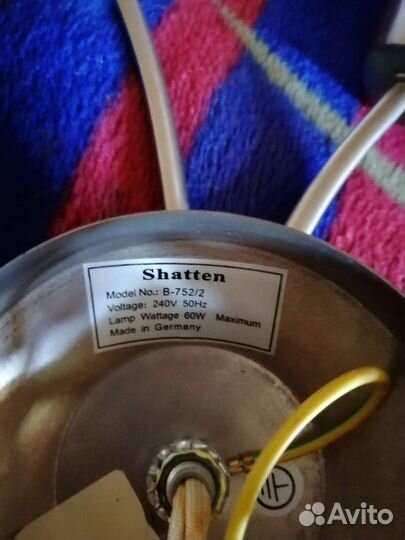 Shatten
Model No.: B-752/2
Voltage: 240V 50Hz
Lamp Wattage 60W Maximum
Made in Germany
Avito